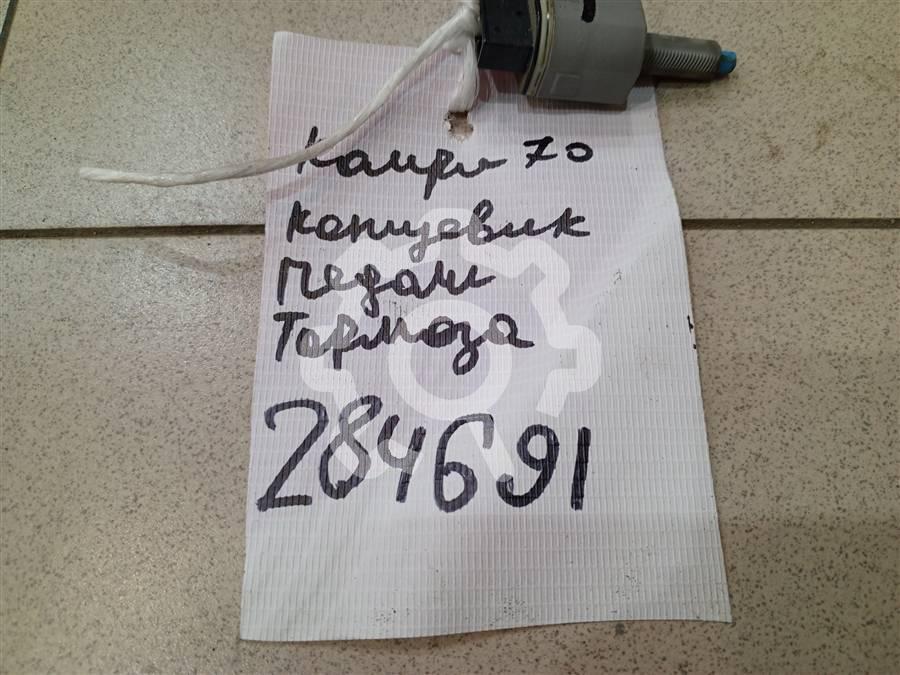 Камри 70
концевик
педали
Тормоза
284691